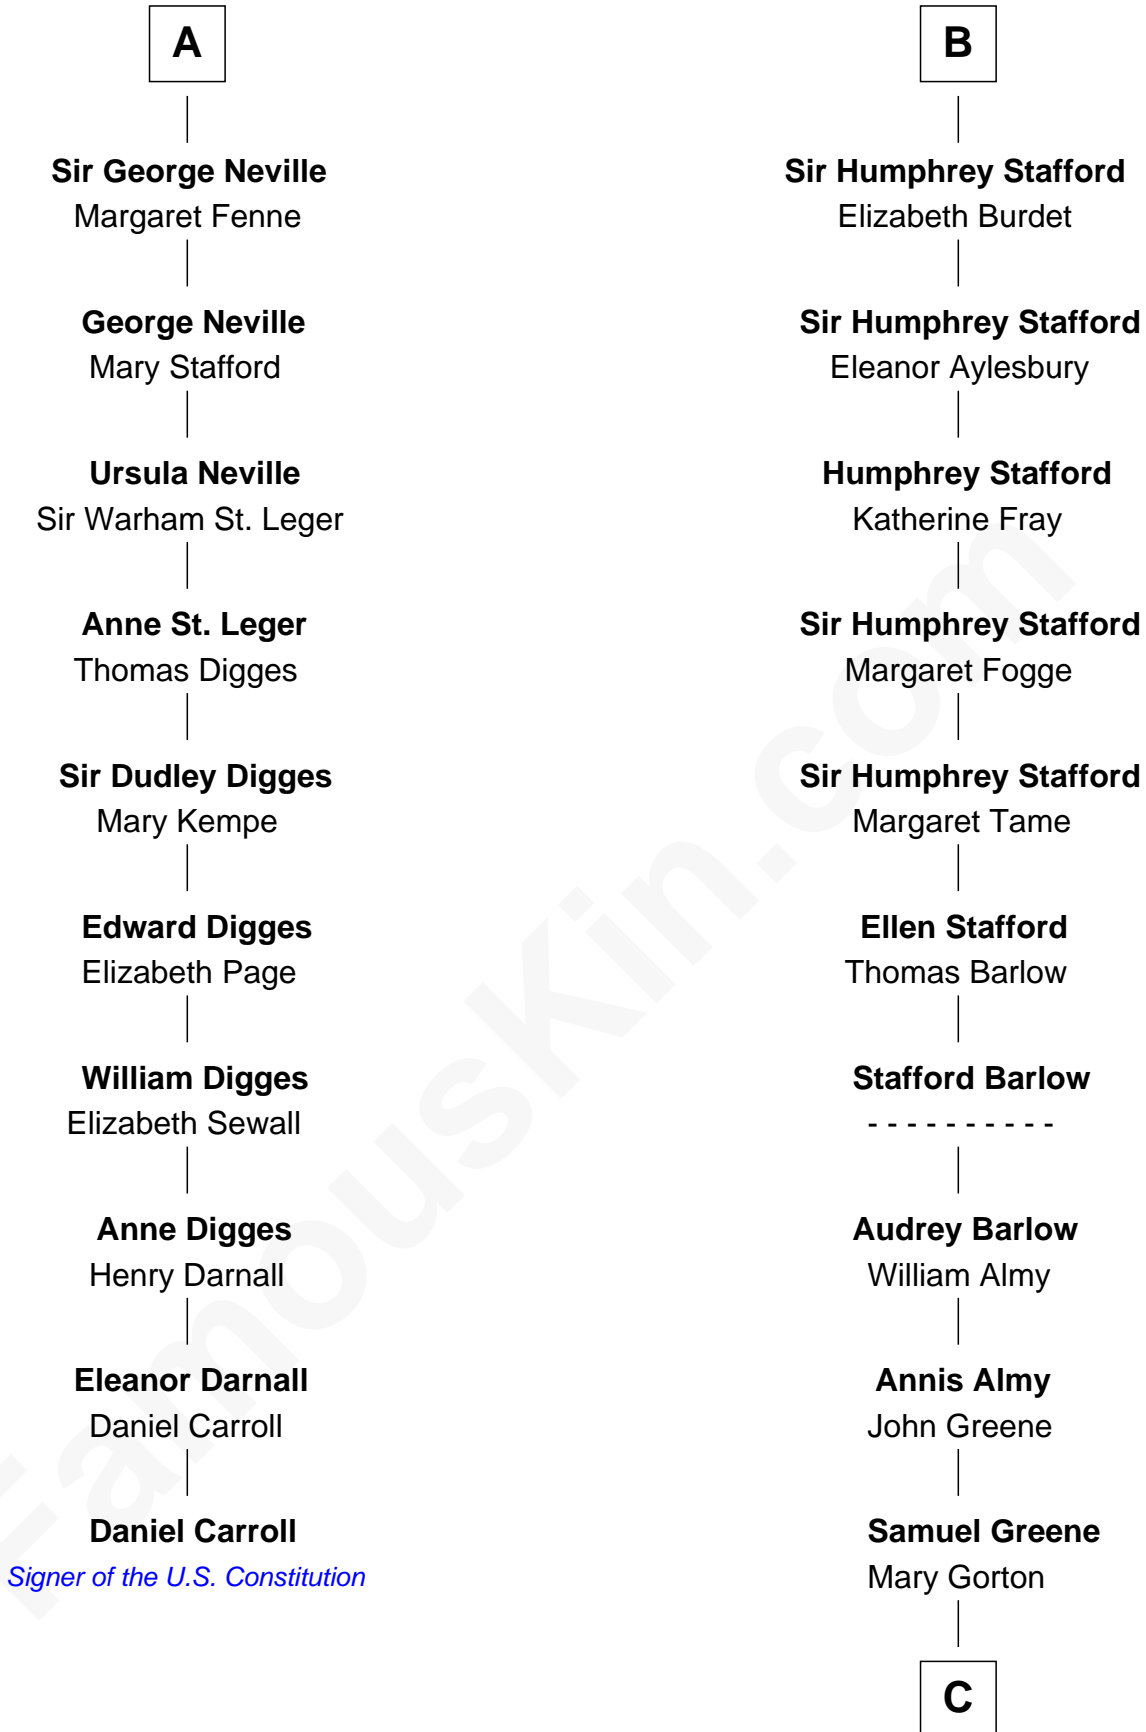 A
Sir George Neville
Margaret Fenne
George Neville
Mary Stafford
Ursula Neville
Sir Warham St. Leger
Anne St. Leger
Thomas Digges
Sir Dudley Digges
Mary Kempe
Edward Digges
Elizabeth Page
William Digges
Elizabeth Sewall
Anne Digges
Henry Darnall
Eleanor Darnall
Daniel Carroll
Daniel Carroll
Signer of the U.S. Constitution
B
Sir Humphrey Stafford
Elizabeth Burdet
Sir Humphrey Stafford
Eleanor Aylesbury
Humphrey Stafford
Katherine Fray
Sir Humphrey Stafford
Margaret Fogge
Sir Humphrey Stafford
Margaret Tame
Ellen Stafford
Thomas Barlow
Stafford Barlow
- - - - - - - - - -
Audrey Barlow
William Almy
Annis Almy
John Greene
Samuel Greene
Mary Gorton
C
FamousKin.com